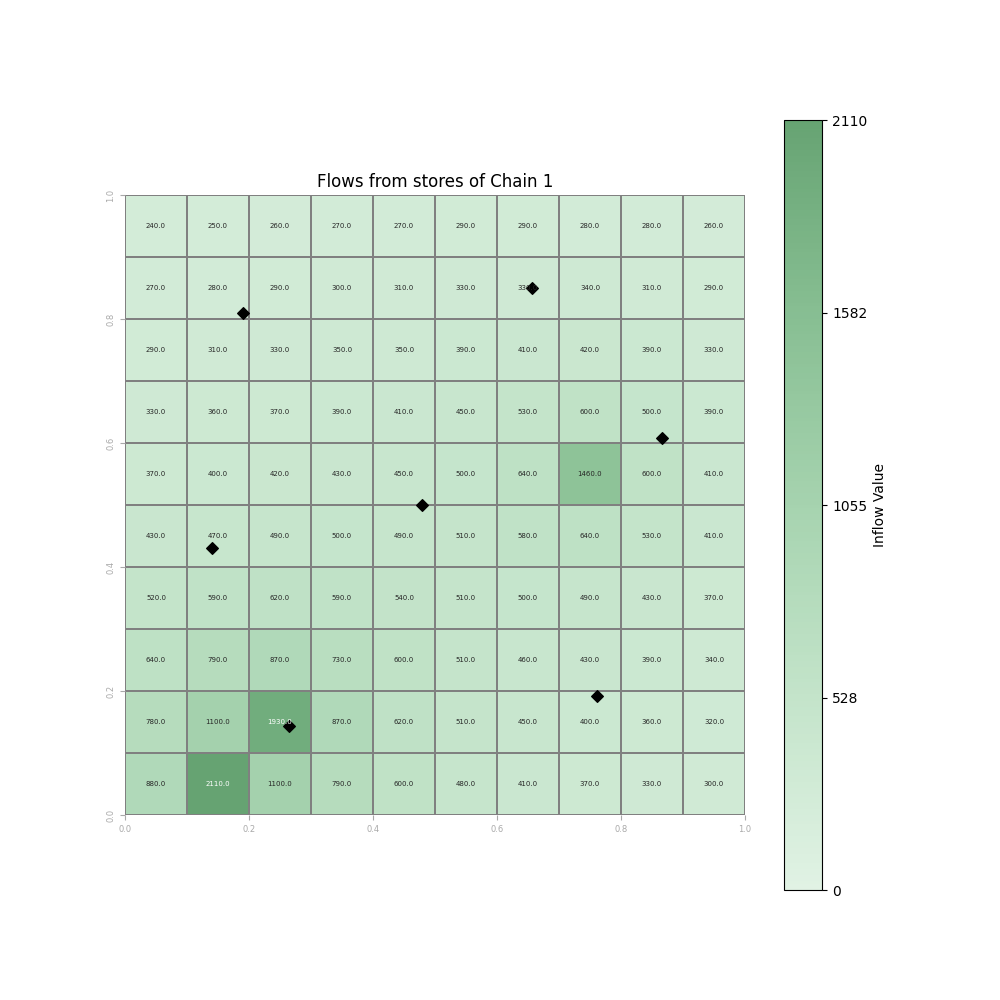 Flows from stores of Chain 1
240.0 250.0 260.0 270.0 270.0 290.0 290.0 280.0 280.0 260.0
270.0 280.0 290.0 300.0 310.0 330.0 340.0 310.0 290.0
290.0 310.0 330.0 350.0 350.0 390.0 410.0 420.0 390.0 330.0
330.0 360.0 370.0 390.0 410.0 450.0 530.0 600.0 500.0 390.0
370.0 400.0 420.0 430.0 450.0 500.0 640.0 1460.0 600.0 410.0
430.0 470.0 490.0 500.0 490.0 510.0 580.0 640.0 530.0 410.0
520.0 590.0 620.0 590.0 540.0 510.0 500.0 490.0 430.0 370.0
640.0 790.0 870.0 730.0 600.0 510.0 460.0 430.0 390.0 340.0
780.0 1100.0 1930.0 870.0 620.0 510.0 450.0 400.0 360.0 320.0
880.0 2110.0 1100.0 790.0 600.0 480.0 410.0 370.0 330.0 300.0
1.0
0.8
0.6
0.4
0.2
0.0
0.0 0.2 0.4 0.6 0.8 1.0
2110
1582
1055
528
0
Inflow Value